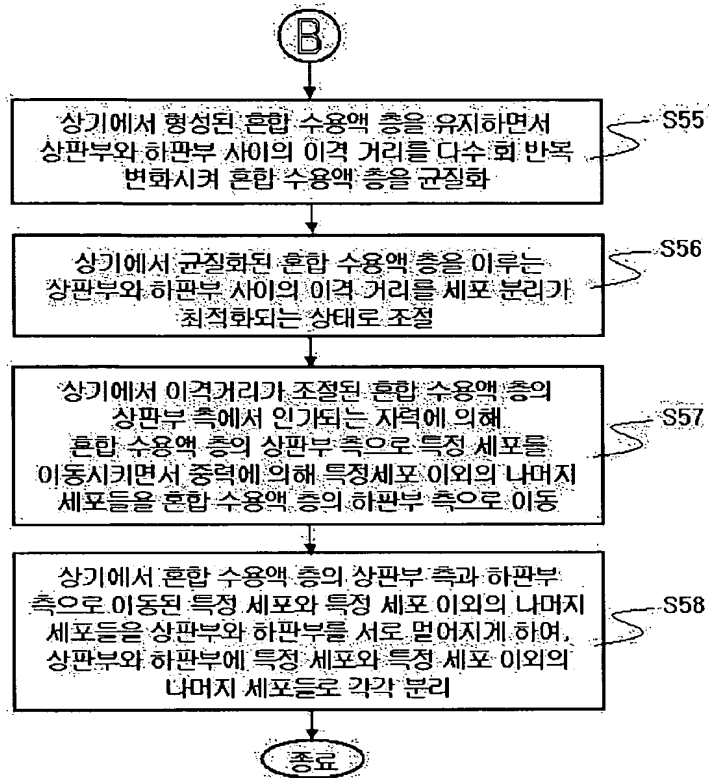 B
상기에서 형성된 혼합 수용액 층을 유지하면서
상판부와 하판부 사이의 이격 거리를 다수 회 반복
변화시켜 혼합 수용액 층을 균질화
S55
상기에서 균질화된 혼합 수용액 층을 이루는
상판부와 하판부 사이의 이격 거리를 세포 분리가
최적화되는 상태로 조절
S56
상기에서 이격거리가 조절된 혼합 수용액 층의
상판부 측에서 인가되는 자력에 의해
혼합 수용액 층의 상판부 측으로 특정 세포를
이동시키면서 중력에 의해 특정세포 이외의 나머지
세포들을 혼합 수용액 층의 하판부 측으로 이동
S57
상기에서 혼합 수용액 층의 상판부 측과 하판부
측으로 이동된 특정 세포와 특정 세포 이외의 나머지
세포들을 상판부와 하판부를 서로 멀어지게 하여,
상판부와 하판부에 특정 세포와 특정 세포 이외의
나머지 세포들로 각각 분리
S58
종료